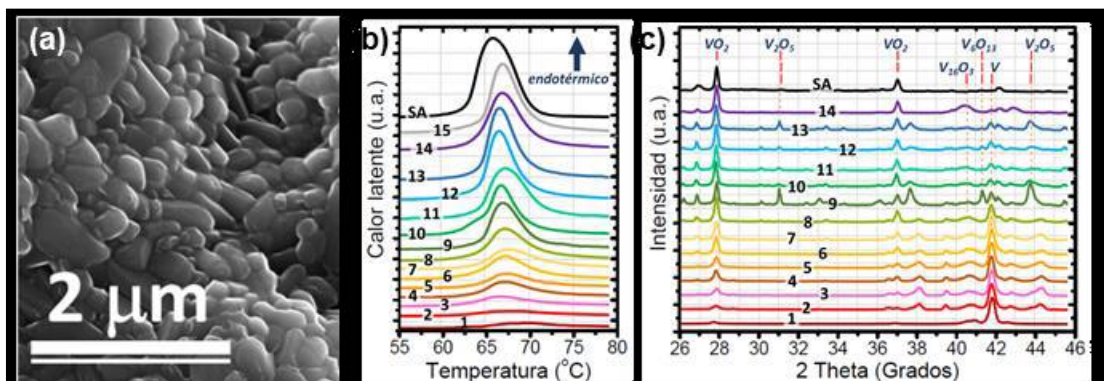 (a)
2 μm
b)
endotérmico
SA
15
14
13
12
11
10
9
8
7
6
5
4
3
2
1
Calor latente (u.a.)
55 60 65 70 75 80
Temperatura (°C)
(c)
VO₂ V₂O₅ VO₂ V₆O₁₃ V₂O₅
V₁₆O₃ V
SA
14
13
12
11
10
9
8
7
6
5
4
3
2
1
Intensidad (u.a.)
26 28 30 32 34 36 38 40 42 44 46
2 Theta (Grados)